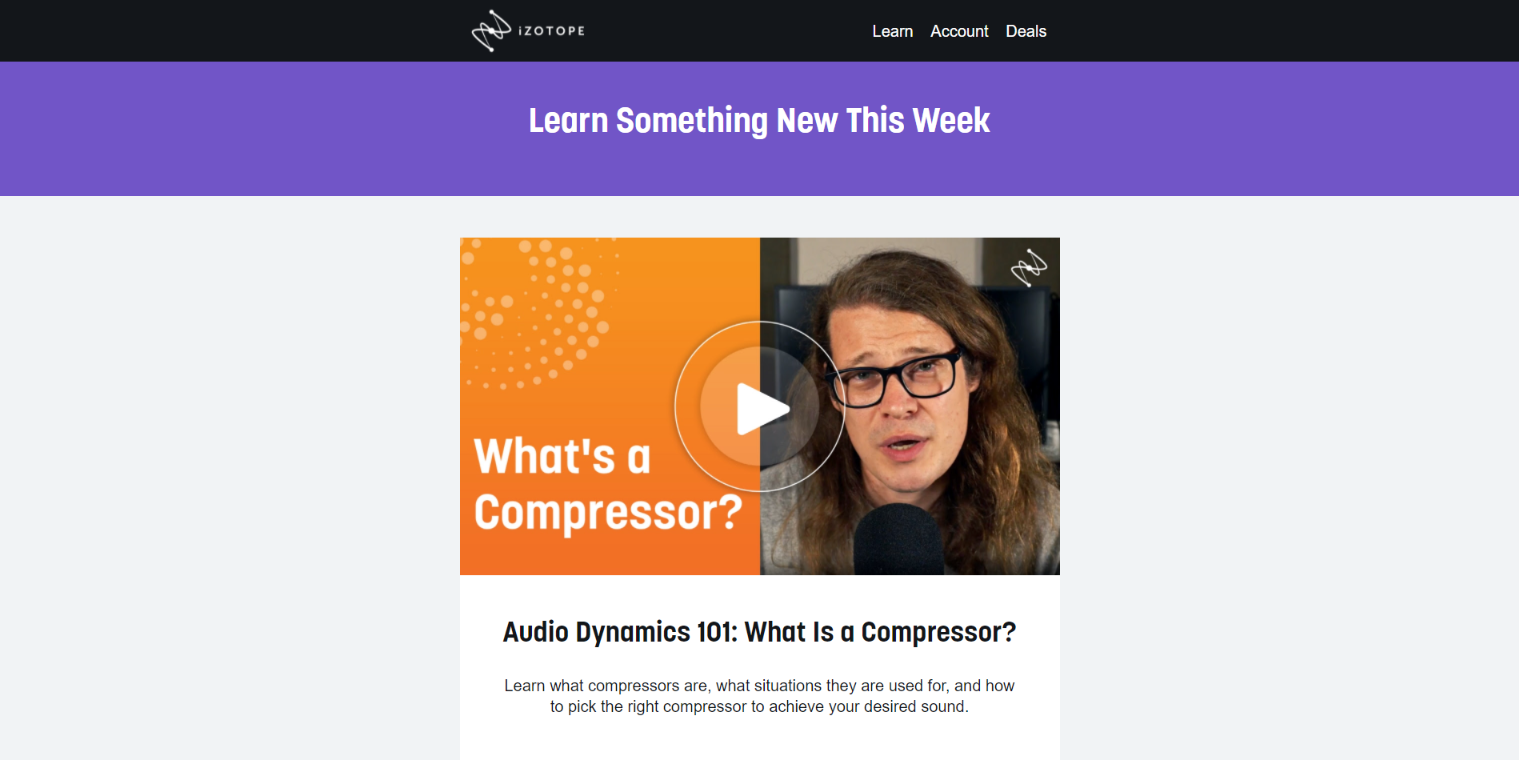 iZOTOPE
Learn Account Deals
Learn Something New This Week
What's a
Compressor?
Audio Dynamics 101: What Is a Compressor?
Learn what compressors are, what situations they are used for, and how
to pick the right compressor to achieve your desired sound.